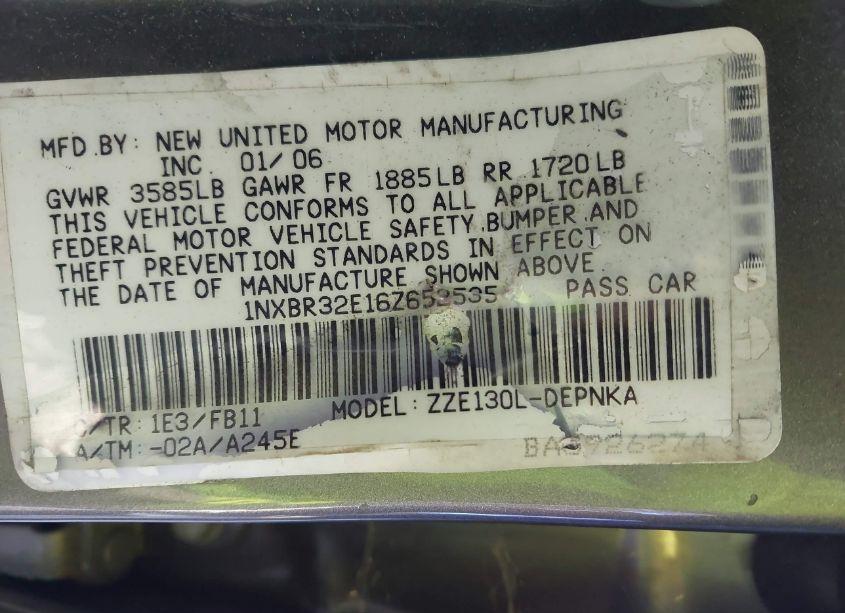 MFD.BY: NEW UNITED MOTOR MANUFACTURING
INC. 01/06
GVWR 3585LB GAWR FR 1885LB RR 1720LB
THIS VEHICLE CONFORMS TO ALL APPLICABLE
FEDERAL MOTOR VEHICLE SAFETY,BUMPER,AND
THEFT PREVENTION STANDARDS IN EFFECT ON
THE DATE OF MANUFACTURE SHOWN ABOVE
PASS CAR
C/TR: 1E3/FB11 MODEL: ZZE130L-DEPNKA
A/TM: -02A/A245E